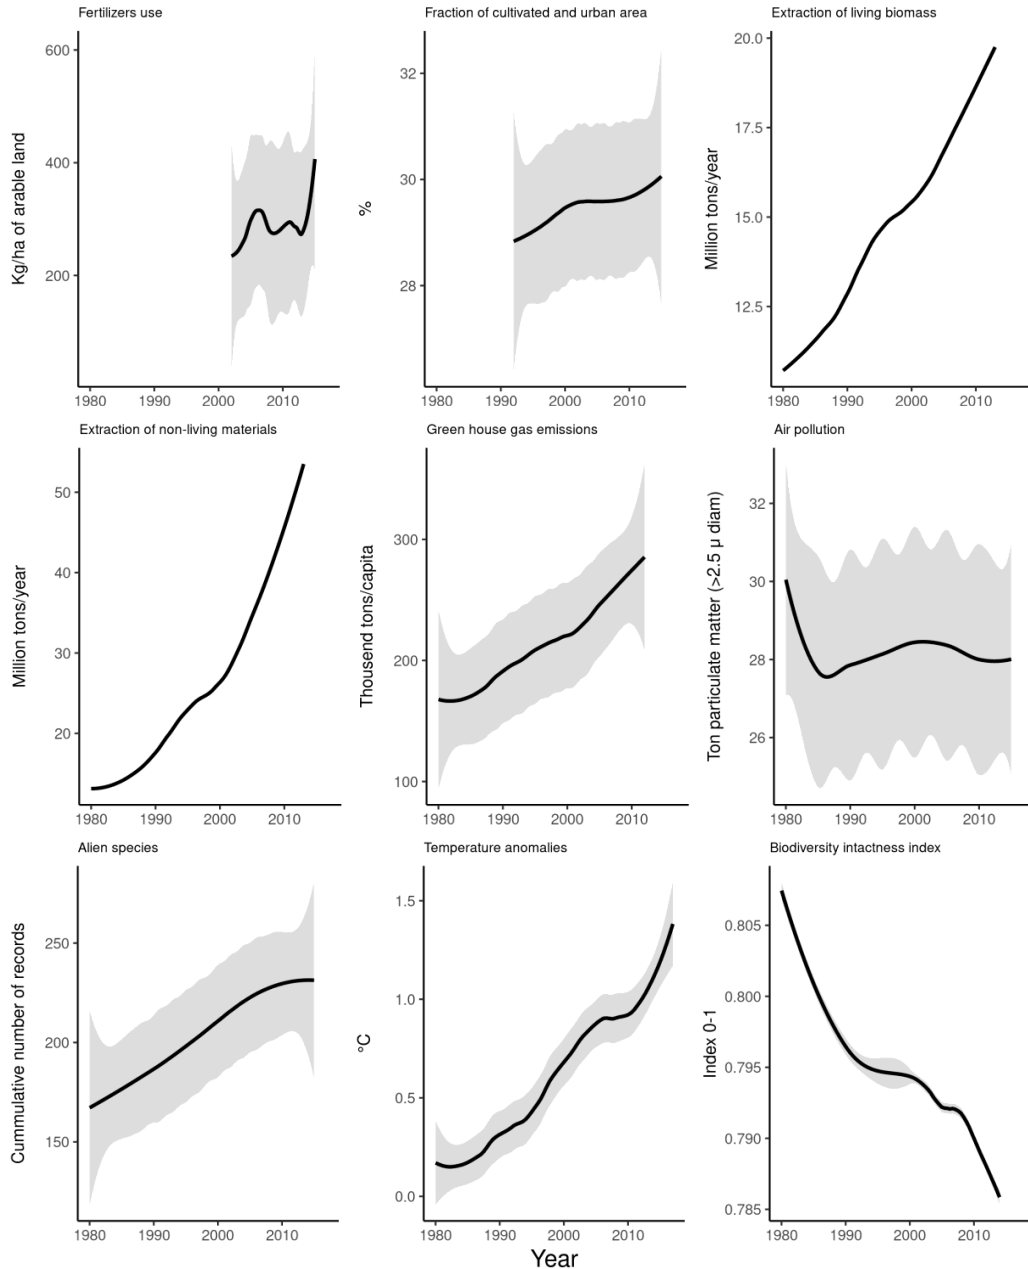 Fertilizers use
Fraction of cultivated and urban area
Extraction of living biomass
Kg/ha of arable land
600
400
200
1980 1990 2000 2010
%
32
30
28
1980 1990 2000 2010
Million tons/year
20.0
17.5
15.0
12.5
1980 1990 2000 2010
Extraction of non-living materials
Green house gas emissions
Air pollution
Million tons/year
50
40
30
20
1980 1990 2000 2010
Thousend tons/capita
300
200
100
1980 1990 2000 2010
Ton particulate matter (>2.5 µ diam)
32
30
28
26
1980 1990 2000 2010
Alien species
Temperature anomalies
Biodiversity intactness index
Cummulative number of records
250
200
150
1980 1990 2000 2010
°C
1.5
1.0
0.5
0.0
1980 1990 2000 2010
Index 0-1
0.805
0.800
0.795
0.790
0.785
1980 1990 2000 2010
Year